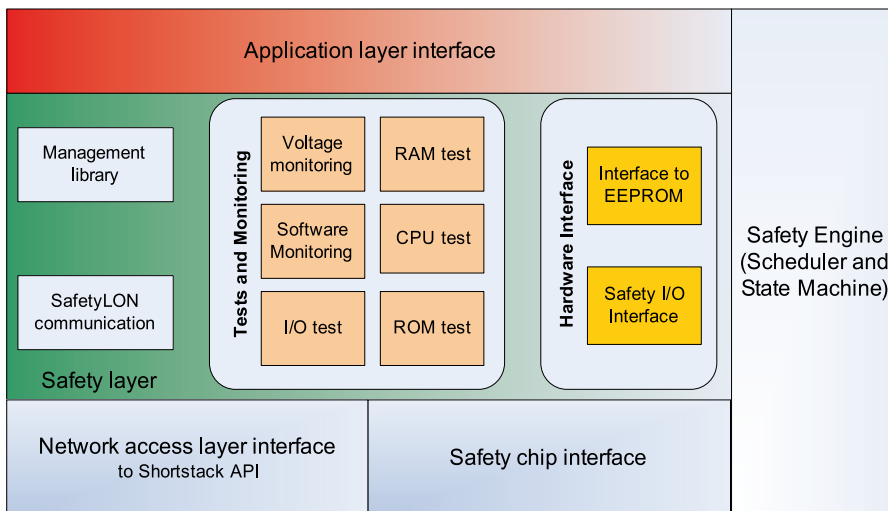 Application layer interface
Management
library
SafetyLON
communication
Safety layer
Tests and Monitoring
Voltage
monitoring
RAM test
Software
Monitoring
CPU test
I/O test
ROM test
Hardware Interface
Interface to
EEPROM
Safety I/O
Interface
Safety Engine
(Scheduler and
State Machine)
Network access layer interface
to Shortstack API
Safety chip interface